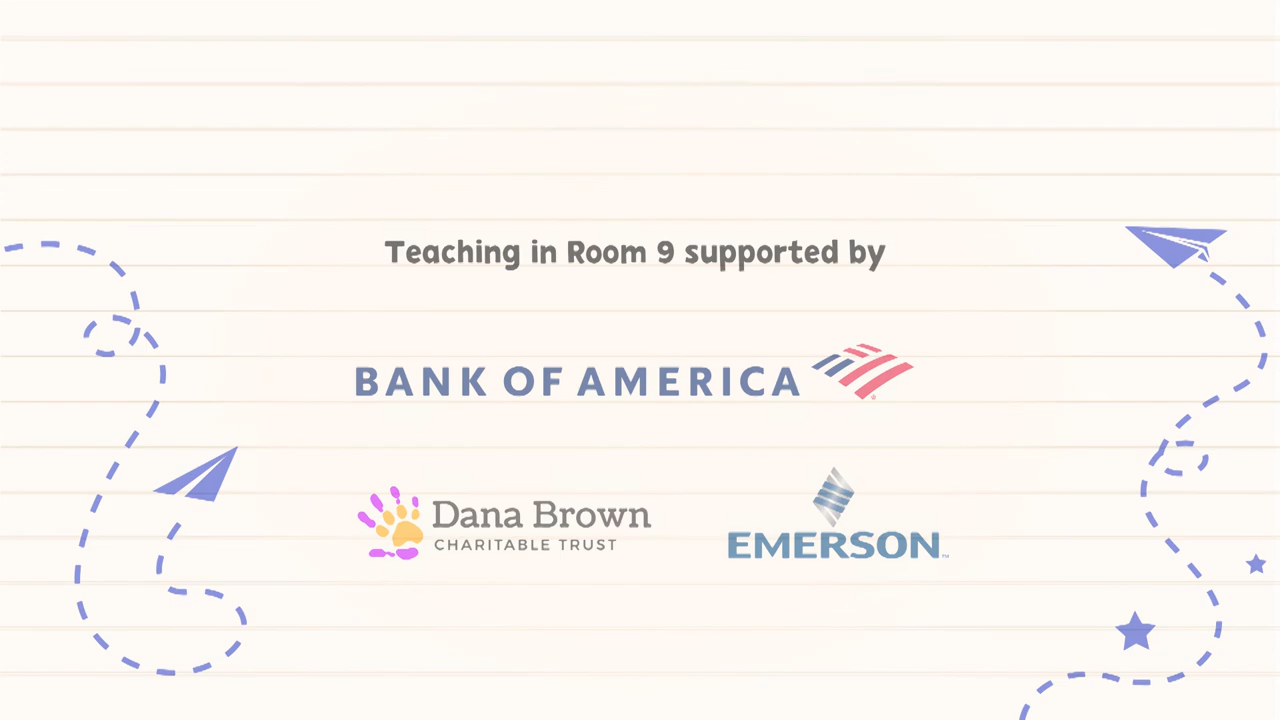 Teaching in Room 9 supported by
BANK OF AMERICA
Dana Brown
CHARITABLE TRUST
EMERSON